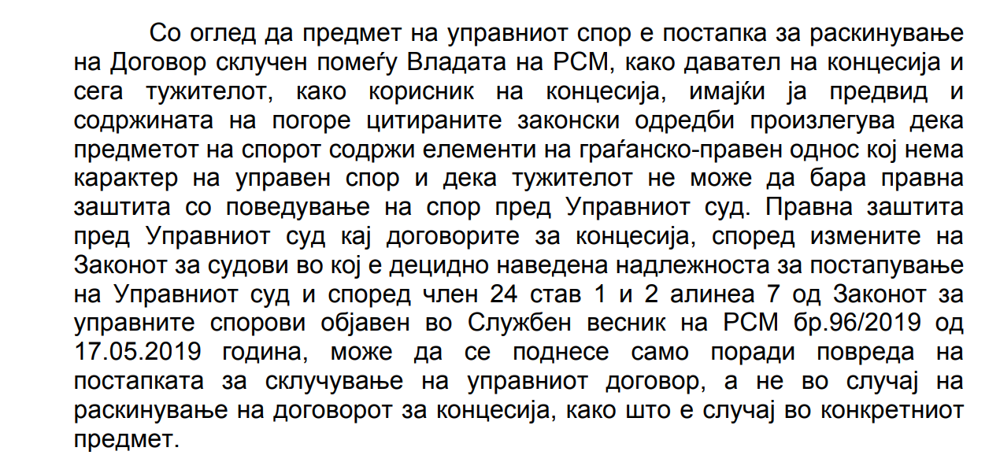 Со оглед да предмет на управниот спор е постапка за раскинување
на Договор склучен помеѓу Владата на РСМ, како давател на концесија и
сега тужителот, како корисник на концесија, имајќи ја предвид и
содржината на погоре цитираните законски одредби произлегува дека
предметот на спорот содржи елементи на граѓанско-правен однос кој нема
карактер на управен спор и дека тужителот не може да бара правна
заштита со поведување на спор пред Управниот суд. Правна заштита
пред Управниот суд кај договорите за концесија, според измените на
Законот за судови во кој е децидно наведена надлежноста за постапување
на Управниот суд и според член 24 став 1 и 2 алинеа 7 од Законот за
управните спорови објавен во Службен весник на РСМ бр.96/2019 од
17.05.2019 година, може да се поднесе само поради повреда на
постапката за склучување на управниот договор, а не во случај на
раскинување на договорот за концесија, како што е случај во конкретниот
предмет.